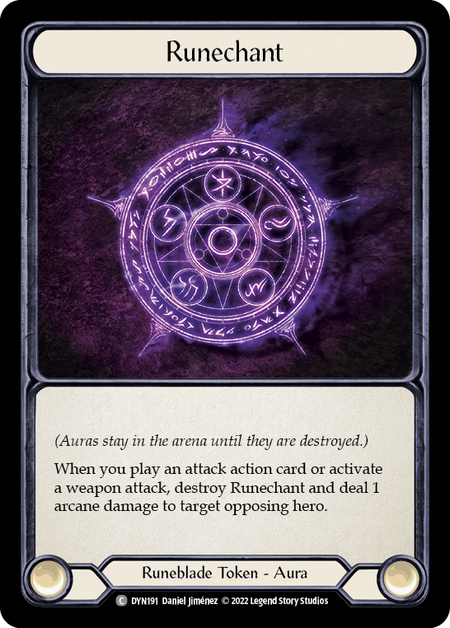 Runechant
(Auras stay in the arena until they are destroyed.)
When you play an attack action card or activate
a weapon attack, destroy Runechant and deal 1
arcane damage to target opposing hero.
Runeblade Token - Aura
C DYN191 Daniel Jiménez © 2022 Legend Story Studios